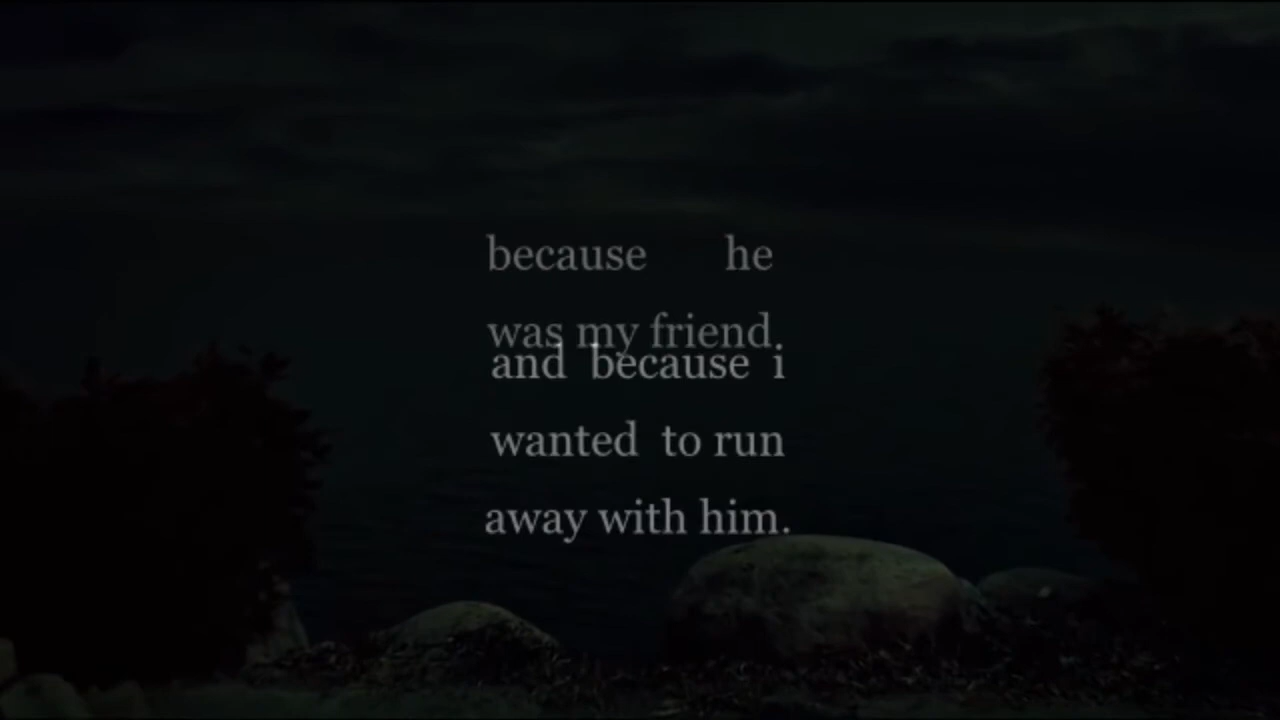 because he
was my friend.
and because i
wanted to run
away with him.